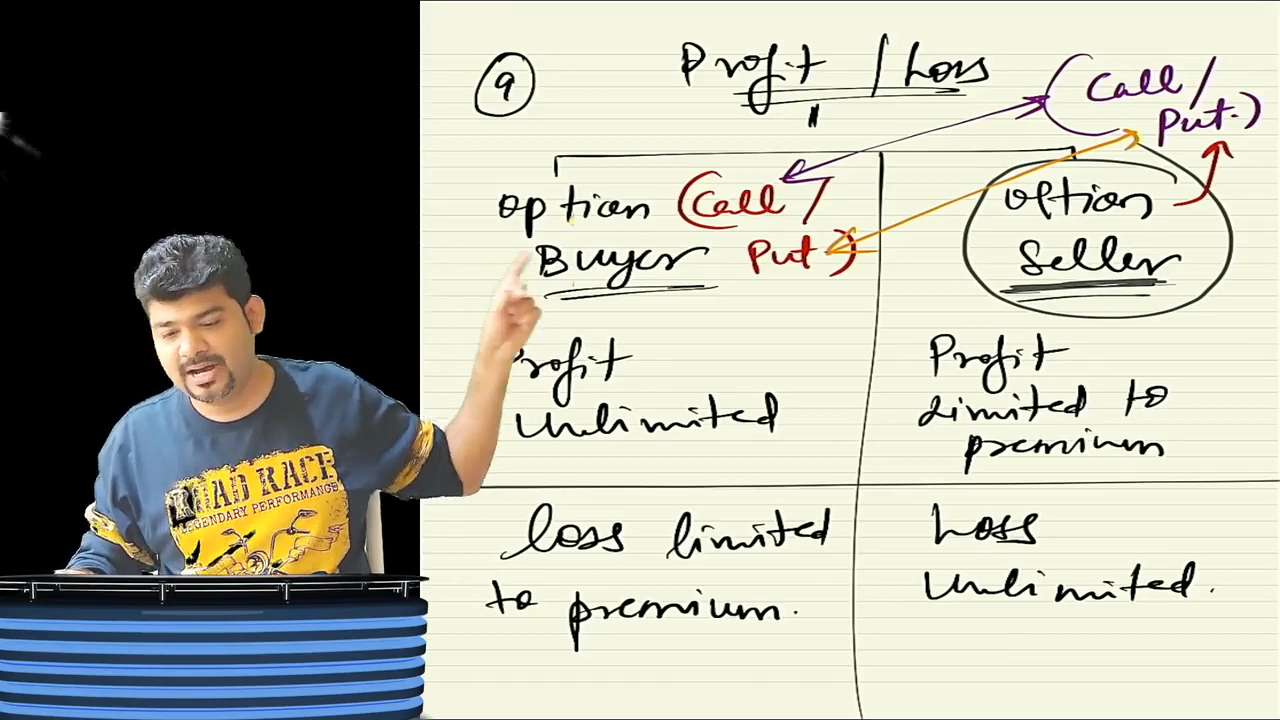 9
Profit / Loss
(Call /
Put.)
option (Call /
Buyer Put)
option
Seller
Profit
Unlimited
Profit
Limited to
premium
loss limited
to premium.
Loss
Unlimited.
ROAD RACE
LEGENDARY PERFORMANCE